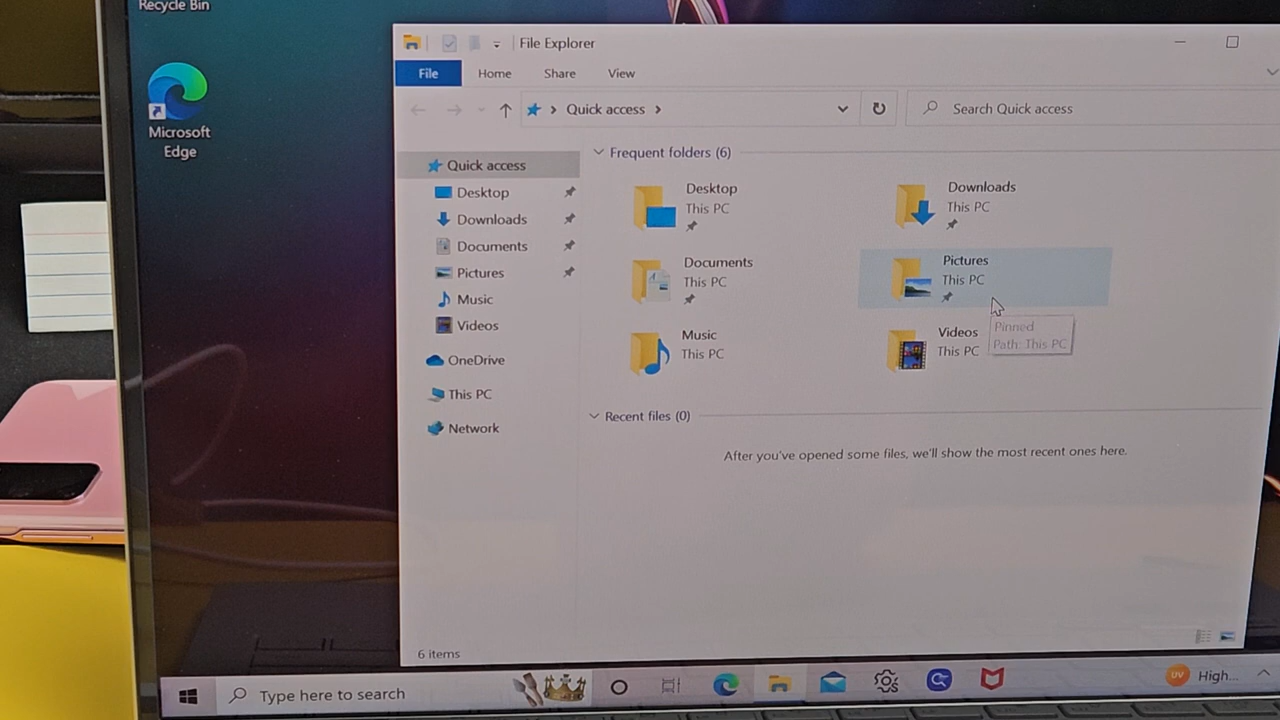 Recycle Bin
Microsoft
Edge
File Explorer
File
Home
Share
View
Quick access
Search Quick access
Quick access
Desktop
Downloads
Documents
Pictures
Music
Videos
OneDrive
This PC
Network
Frequent folders (6)
Desktop
This PC
Downloads
This PC
Documents
This PC
Pictures
This PC
Music
This PC
Videos
This PC
Pinned
Path: This PC
Recent files (0)
After you've opened some files, we'll show the most recent ones here.
6 items
Type here to search
UV
High...